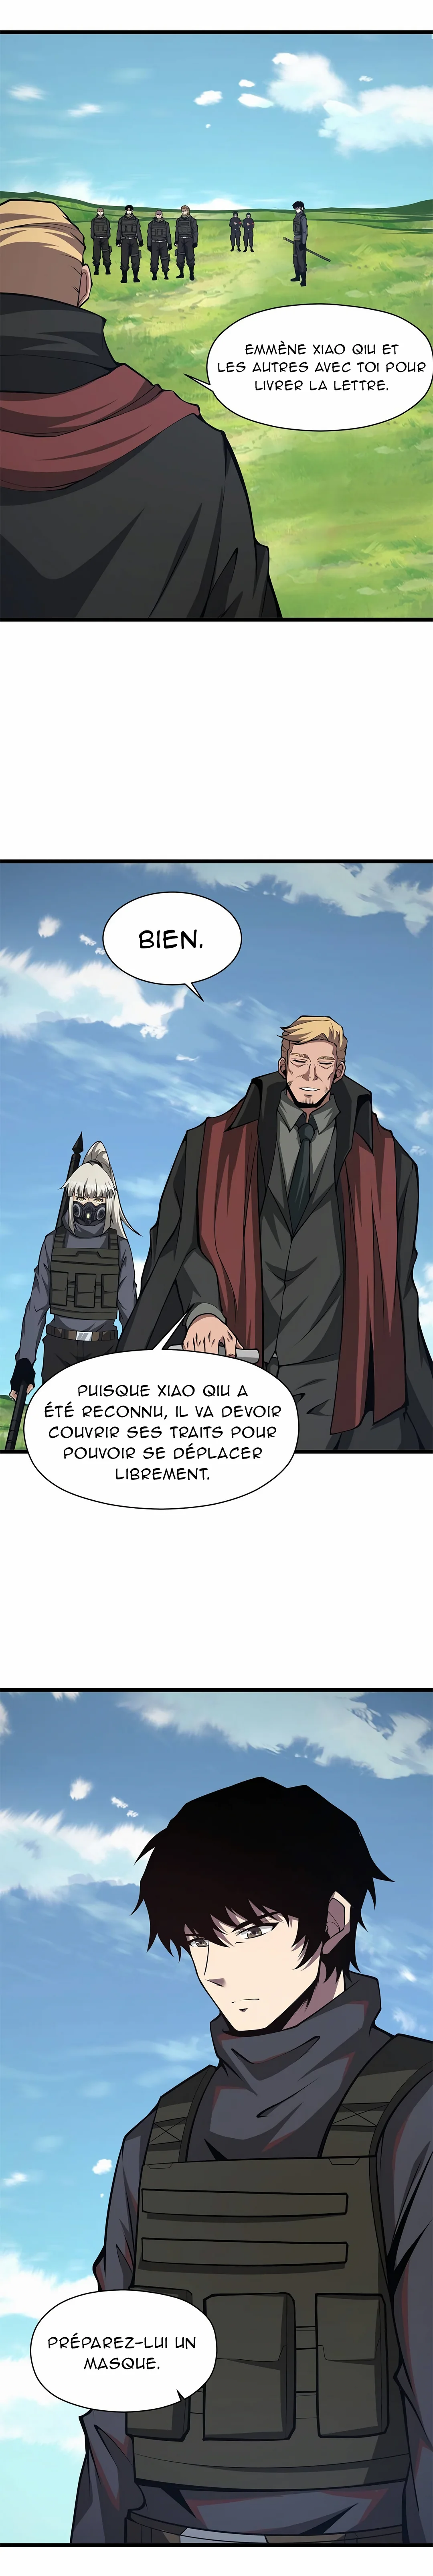 EMMÈNE XIAO QIU ET
LES AUTRES AVEC TOI POUR
LIVRER LA LETTRE.
BIEN.
PUISQUE XIAO QIU A
ÉTÉ RECONNU, IL VA DEVOIR
COUVRIR SES TRAITS POUR
POUVOIR SE DÉPLACER
LIBREMENT.
PRÉPAREZ-LUI UN
MASQUE.